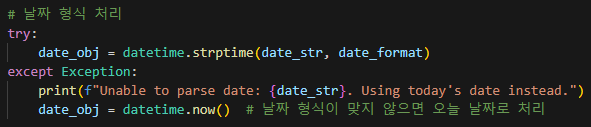 # 날짜 형식 처리
try:
    date_obj = datetime.strptime(date_str, date_format)
except Exception:
    print(f"Unable to parse date: {date_str}. Using today's date instead.")
    date_obj = datetime.now()  # 날짜 형식이 맞지 않으면 오늘 날짜로 처리